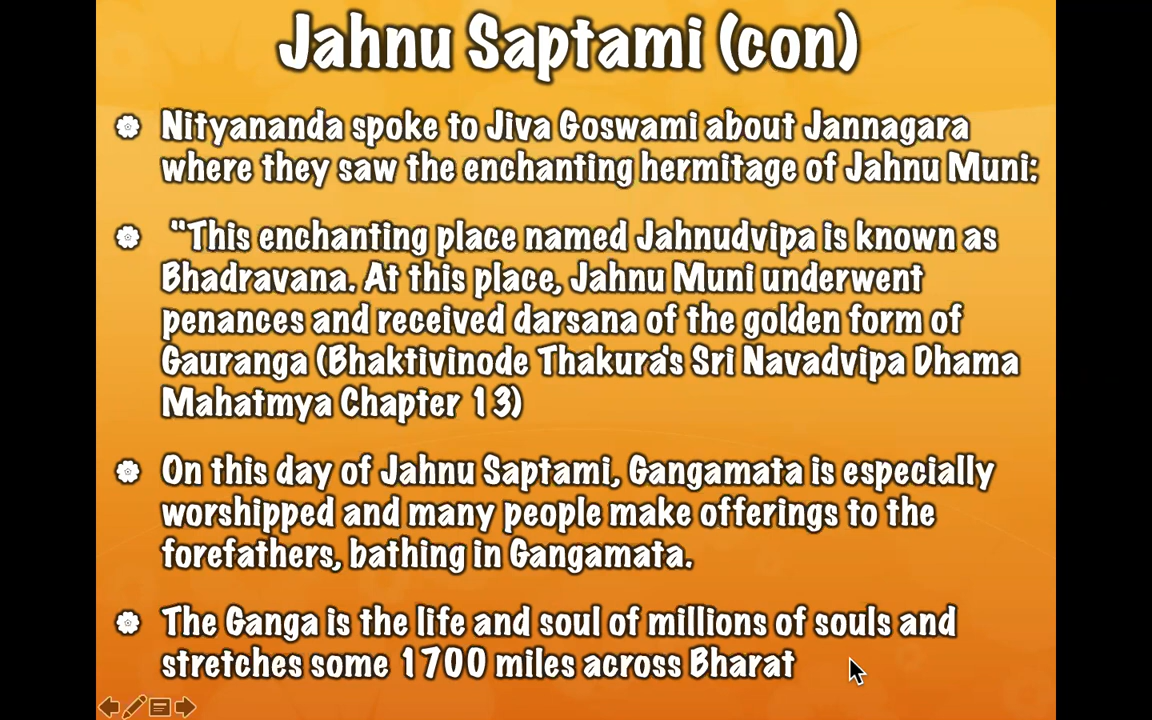 Jahnu Saptami (con)
Nityananda spoke to Jiva Goswami about Jannagara
where they saw the enchanting hermitage of Jahnu Muni:
"This enchanting place named Jahnudvipa is known as
Bhadravana. At this place, Jahnu Muni underwent
penances and received darsana of the golden form of
Gauranga (Bhaktivinode Thakura's Sri Navadvipa Dhama
Mahatmya Chapter 13)
On this day of Jahnu Saptami, Gangamata is especially
worshipped and many people make offerings to the
forefathers, bathing in Gangamata.
The Ganga is the life and soul of millions of souls and
stretches some 1700 miles across Bharat